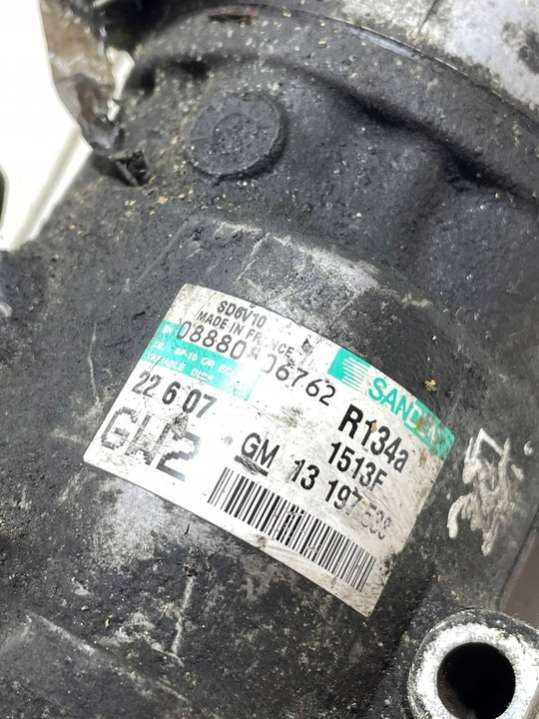 SD6V10
MADE IN FRANCE
SANDEN
08880 06762
R134a
22.6.07
1513F
GW2
GM 13 197